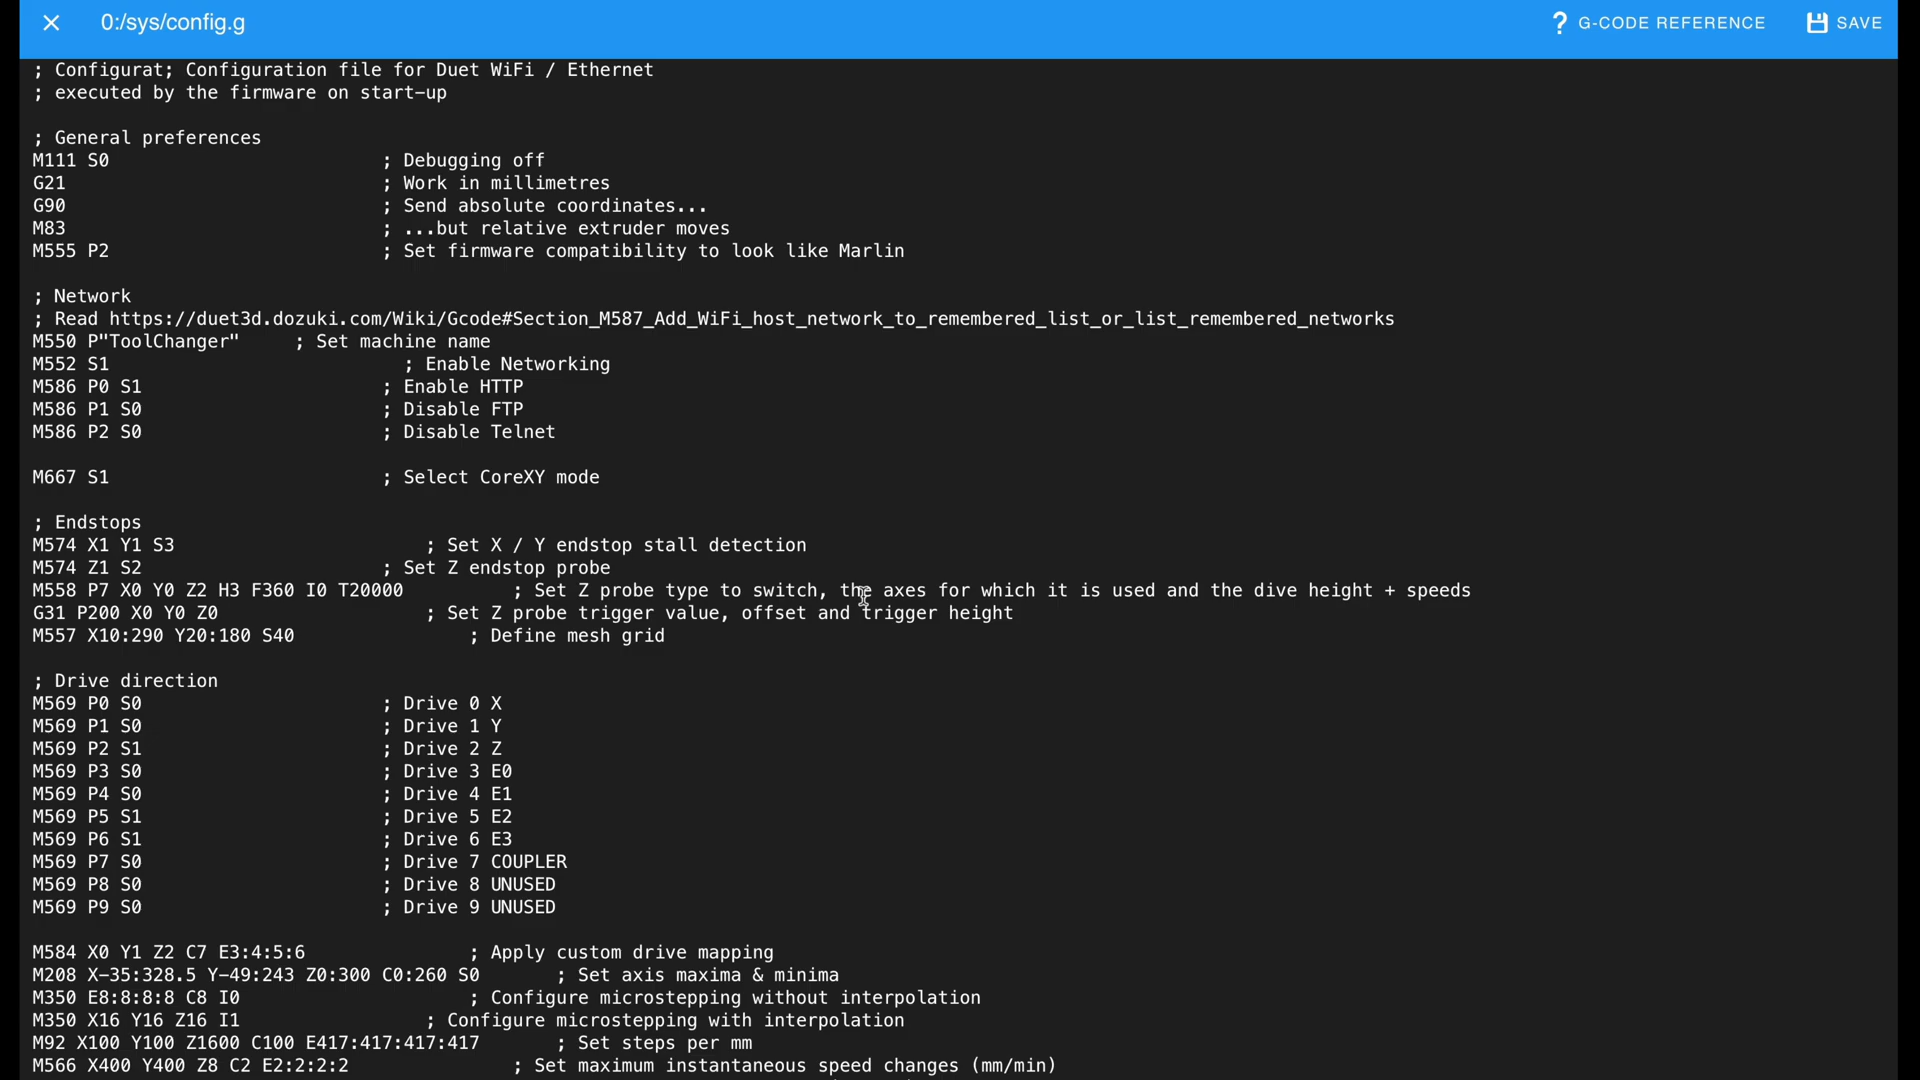 0:/sys/config.g
? G-CODE REFERENCE
SAVE
; Configurat; Configuration file for Duet WiFi / Ethernet
; executed by the firmware on start-up
; General preferences
M111 S0 ; Debugging off
G21 ; Work in millimetres
G90 ; Send absolute coordinates...
M83 ; ...but relative extruder moves
M555 P2 ; Set firmware compatibility to look like Marlin
; Network
; Read https://duet3d.dozuki.com/Wiki/Gcode#Section_M587_Add_WiFi_host_network_to_remembered_list_or_list_remembered_networks
M550 P"ToolChanger" ; Set machine name
M552 S1 ; Enable Networking
M586 P0 S1 ; Enable HTTP
M586 P1 S0 ; Disable FTP
M586 P2 S0 ; Disable Telnet
M667 S1 ; Select CoreXY mode
; Endstops
M574 X1 Y1 S3 ; Set X / Y endstop stall detection
M574 Z1 S2 ; Set Z endstop probe
M558 P7 X0 Y0 Z2 H3 F360 I0 T20000 ; Set Z probe type to switch, the axes for which it is used and the dive height + speeds
G31 P200 X0 Y0 Z0 ; Set Z probe trigger value, offset and trigger height
M557 X10:290 Y20:180 S40 ; Define mesh grid
; Drive direction
M569 P0 S0 ; Drive 0 X
M569 P1 S0 ; Drive 1 Y
M569 P2 S1 ; Drive 2 Z
M569 P3 S0 ; Drive 3 E0
M569 P4 S0 ; Drive 4 E1
M569 P5 S1 ; Drive 5 E2
M569 P6 S1 ; Drive 6 E3
M569 P7 S0 ; Drive 7 COUPLER
M569 P8 S0 ; Drive 8 UNUSED
M569 P9 S0 ; Drive 9 UNUSED
M584 X0 Y1 Z2 C7 E3:4:5:6 ; Apply custom drive mapping
M208 X-35:328.5 Y-49:243 Z0:300 C0:260 S0 ; Set axis maxima & minima
M350 E8:8:8:8 C8 I0 ; Configure microstepping without interpolation
M350 X16 Y16 Z16 I1 ; Configure microstepping with interpolation
M92 X100 Y100 Z1600 C100 E417:417:417:417 ; Set steps per mm
M566 X400 Y400 Z8 C2 E2:2:2:2 ; Set maximum instantaneous speed changes (mm/min)